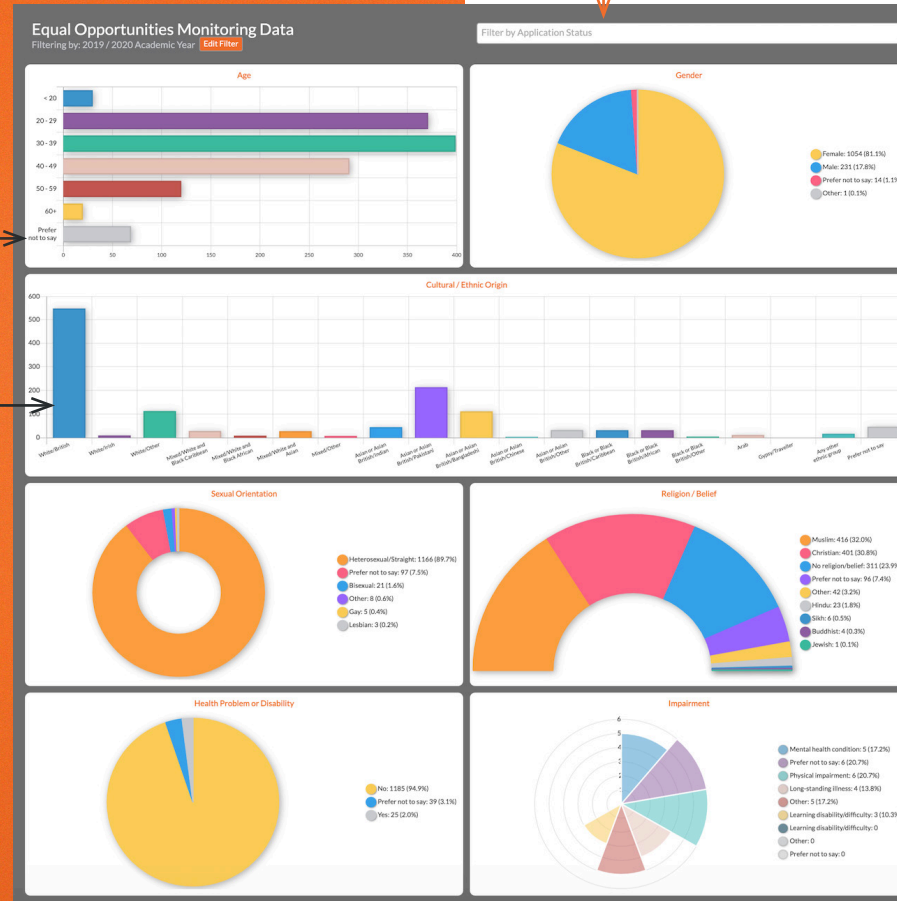 Equal Opportunities Monitoring Data
Filtering by: 2019 / 2020 Academic Year Edit Filter
Filter by Application Status
Age
< 20
20 - 29
30 - 39
40 - 49
50 - 59
60+
Prefer
not to say
0 50 100 150 200 250 300 350 400
Gender
Female: 1054 (81.1%)
Male: 231 (17.8%)
Prefer not to say: 14 (1.1%
Other: 1 (0.1%)
Cultural / Ethnic Origin
600
500
400
300
200
100
0
White/British
White/Irish
White/Other
Mixed/White and
Black Caribbean
Mixed/White and
Black African
Mixed/White and
Asian
Mixed/Other
Asian or Asian
British/Indian
Asian or Asian
British/Pakistani
Asian or Asian
British/Bangladeshi
Asian or Asian
British/Chinese
Asian or Asian
British/Other
Black or Black
British/Caribbean
Black or Black
British/African
Black or Black
British/Other
Arab
Gypsy/Traveller
Any other
ethnic group
Prefer not to say
Sexual Orientation
Heterosexual/Straight: 1166 (89.7%)
Prefer not to say: 97 (7.5%)
Bisexual: 21 (1.6%)
Other: 8 (0.6%)
Gay: 5 (0.4%)
Lesbian: 3 (0.2%)
Religion / Belief
Muslim: 416 (32.0%)
Christian: 401 (30.8%)
No religion/belief: 311 (23.9%
Prefer not to say: 96 (7.4%)
Other: 42 (3.2%)
Hindu: 23 (1.8%)
Sikh: 6 (0.5%)
Buddhist: 4 (0.3%)
Jewish: 1 (0.1%)
Health Problem or Disability
No: 1185 (94.9%)
Prefer not to say: 39 (3.1%)
Yes: 25 (2.0%)
Impairment
6
5
4
3
2
1
Mental health condition: 5 (17.2%)
Prefer not to say: 6 (20.7%)
Physical impairment: 6 (20.7%)
Long-standing illness: 4 (13.8%)
Other: 5 (17.2%)
Learning disability/difficulty: 3 (10.3%
Learning disability/difficulty: 0
Other: 0
Prefer not to say: 0